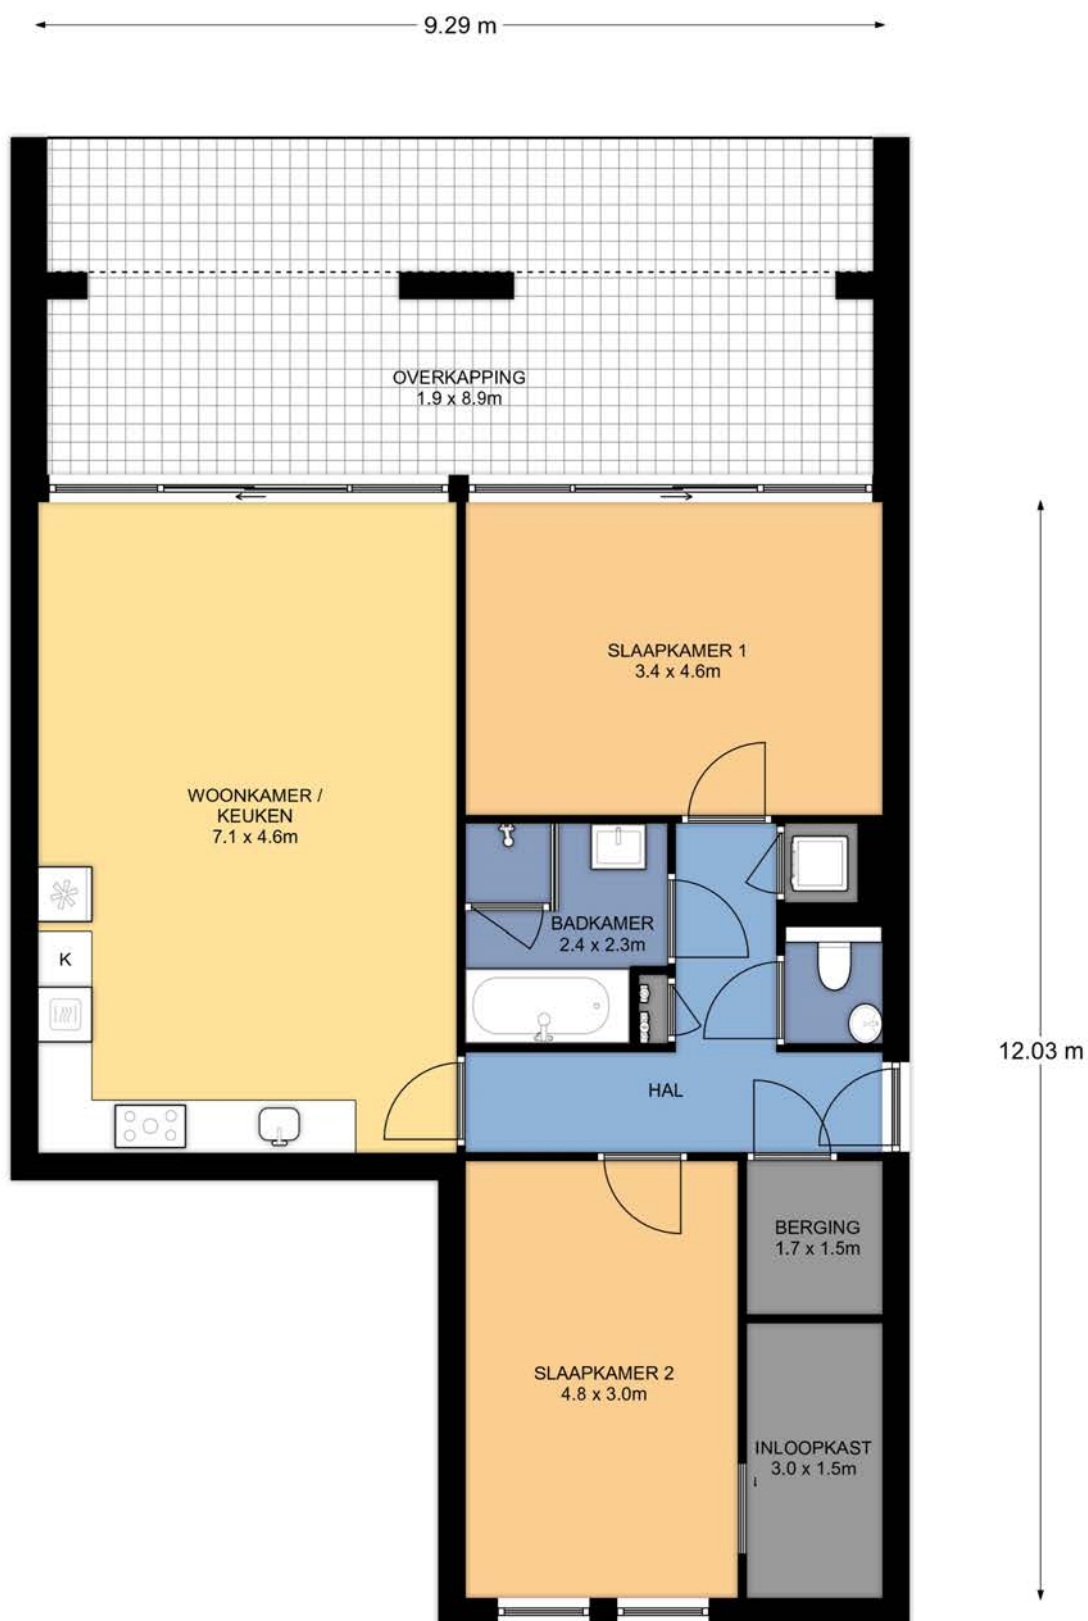 9.29 m
OVERKAPPING
1.9 x 8.9m
SLAAPKAMER 1
3.4 x 4.6m
WOONKAMER /
KEUKEN
7.1 x 4.6m
BADKAMER
2.4 x 2.3m
K
12.03 m
HAL
BERGING
1.7 x 1.5m
SLAAPKAMER 2
4.8 x 3.0m
INLOOPKAST
3.0 x 1.5m